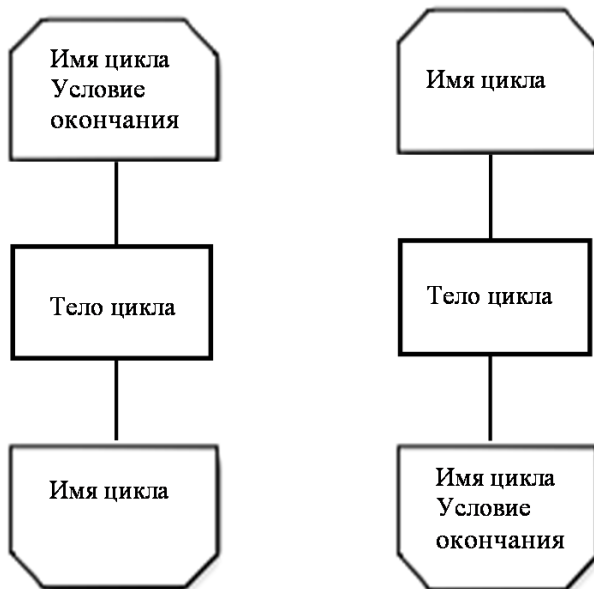 Имя цикла
Условие
окончания
Тело цикла
Имя цикла
Имя цикла
Тело цикла
Имя цикла
Условие
окончания